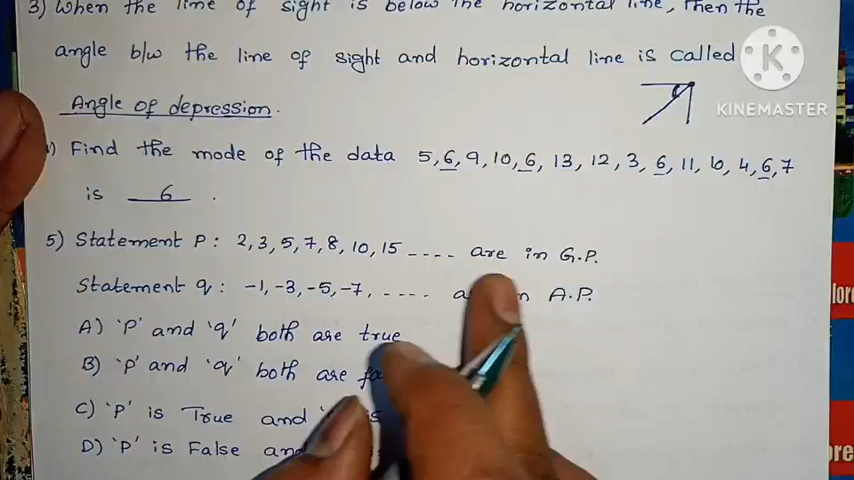 3) When the line of sight is below the horizontal line, then the
angle b/w the line of sight and horizontal line is called
Angle of depression.
K
KINEMASTER
) Find the mode of the data 5, 6, 9, 10, 6, 13, 12, 3, 6, 11, 10, 4, 6, 7
is 6 .
5) Statement P : 2, 3, 5, 7, 8, 10, 15 ---- are in G.P.
Statement q : -1, -3, -5, -7, ---- in A.P.
A) 'P' and 'q' both are true
B) 'P' and 'q' both are
C) 'P' is True and
D) 'P' is False